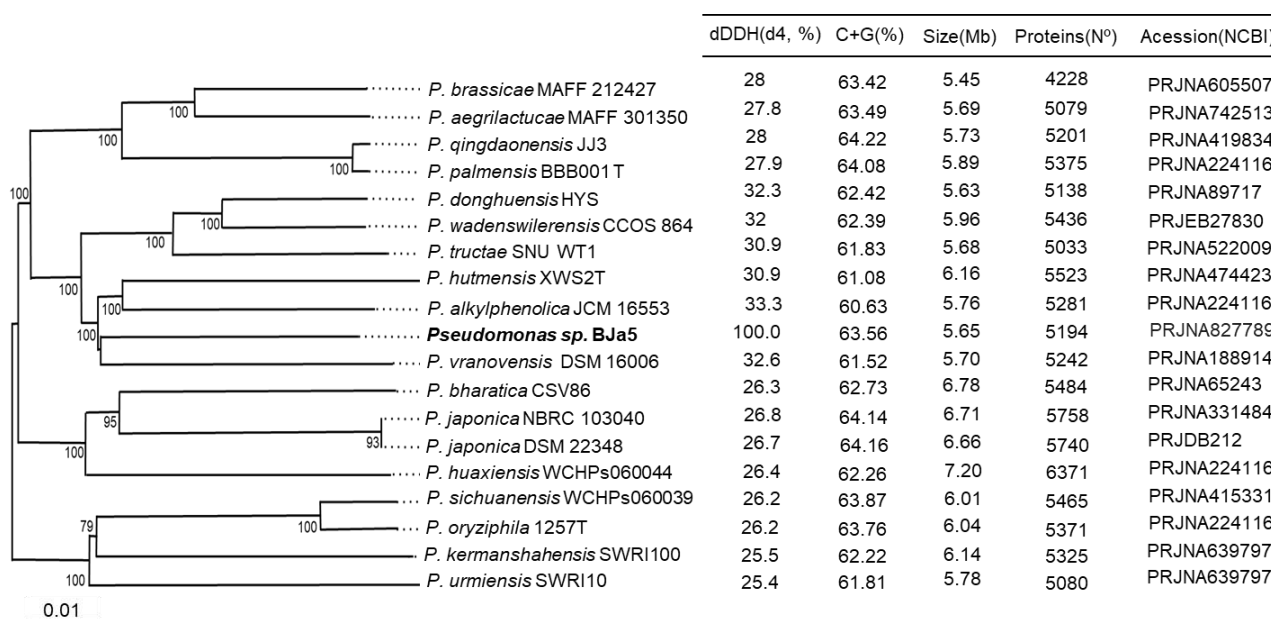 dDDH(d4, %) C+G(%) Size(Mb) Proteins(Nº) Acession(NCBI)
P. brassicae MAFF 212427 28 63.42 5.45 4228 PRJNA605507
P. aegrilactucae MAFF 301350 27.8 63.49 5.69 5079 PRJNA742513
P. qingdaonensis JJ3 28 64.22 5.73 5201 PRJNA419834
P. palmensis BBB001T 27.9 64.08 5.89 5375 PRJNA224116
P. donghuensis HYS 32.3 62.42 5.63 5138 PRJNA89717
P. wadenswilerensis CCOS 864 32 62.39 5.96 5436 PRJEB27830
P. tructae SNU WT1 30.9 61.83 5.68 5033 PRJNA522009
P. hutmensis XWS2T 30.9 61.08 6.16 5523 PRJNA474423
P. alkylphenolica JCM 16553 33.3 60.63 5.76 5281 PRJNA224116
Pseudomonas sp. BJa5 100.0 63.56 5.65 5194 PRJNA827789
P. vranovensis DSM 16006 32.6 61.52 5.70 5242 PRJNA188914
P. bharatica CSV86 26.3 62.73 6.78 5484 PRJNA65243
P. japonica NBRC 103040 26.8 64.14 6.71 5758 PRJNA331484
P. japonica DSM 22348 26.7 64.16 6.66 5740 PRJDB212
P. huaxiensis WCHPs060044 26.4 62.26 7.20 6371 PRJNA224116
P. sichuanensis WCHPs060039 26.2 63.87 6.01 5465 PRJNA415331
P. oryziphila 1257T 26.2 63.76 6.04 5371 PRJNA224116
P. kermanshahensis SWRI100 25.5 62.22 6.14 5325 PRJNA639797
P. urmiensis SWRI10 25.4 61.81 5.78 5080 PRJNA639797
100
100
100
100
100
100
100
100
100
95
93
100
79
100
100
0.01